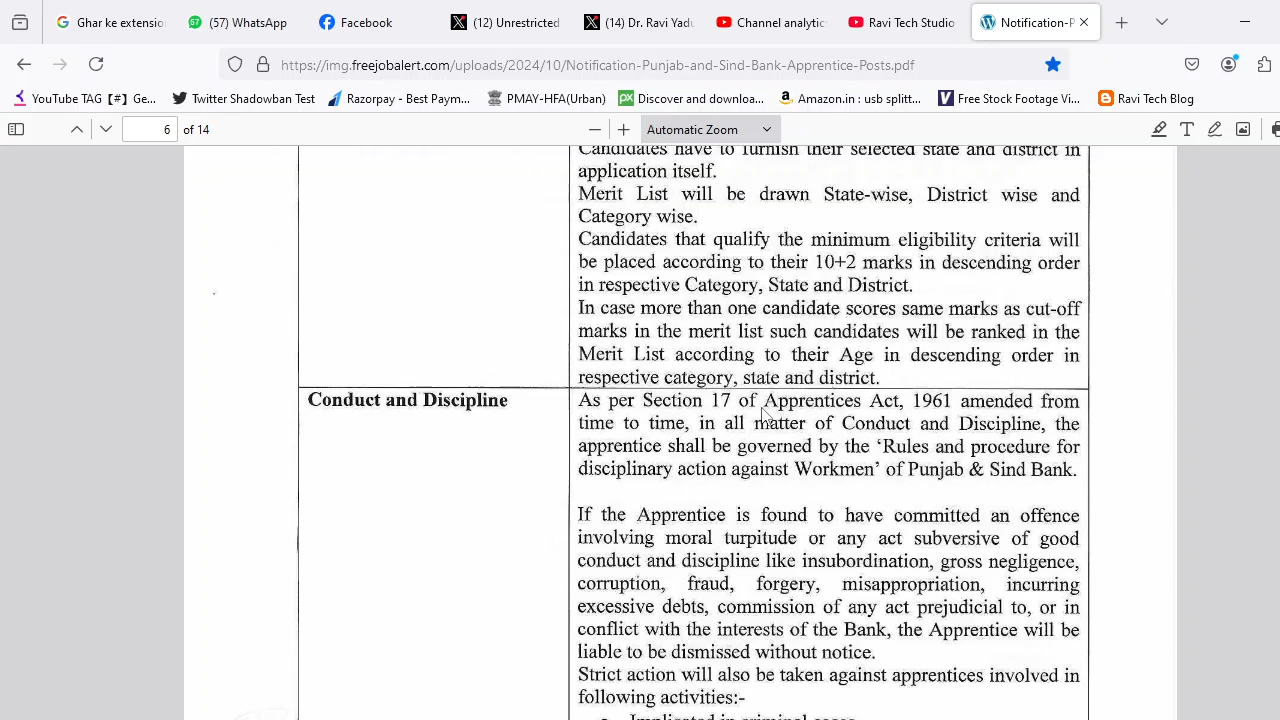 Ghar ke extension
(57) WhatsApp
Facebook
(12) Unrestricted
(14) Dr. Ravi Yadu
Channel analytic
Ravi Tech Studio
Notification-P
https://img.freejobalert.com/uploads/2024/10/Notification-Punjab-and-Sind-Bank-Apprentice-Posts.pdf
YouTube TAG [#] Ge...
Twitter Shadowban Test
Razorpay - Best Paym...
PMAY-HFA(Urban)
Discover and downloa...
Amazon.in : usb splitt...
Free Stock Footage Vi...
Ravi Tech Blog
6 of 14
Automatic Zoom
Candidates have to furnish their selected state and district in
application itself.
Merit List will be drawn State-wise, District wise and
Category wise.
Candidates that qualify the minimum eligibility criteria will
be placed according to their 10+2 marks in descending order
in respective Category, State and District.
In case more than one candidate scores same marks as cut-off
marks in the merit list such candidates will be ranked in the
Merit List according to their Age in descending order in
respective category, state and district.
Conduct and Discipline
As per Section 17 of Apprentices Act, 1961 amended from
time to time, in all matter of Conduct and Discipline, the
apprentice shall be governed by the ‘Rules and procedure for
disciplinary action against Workmen’ of Punjab & Sind Bank.
If the Apprentice is found to have committed an offence
involving moral turpitude or any act subversive of good
conduct and discipline like insubordination, gross negligence,
corruption, fraud, forgery, misappropriation, incurring
excessive debts, commission of any act prejudicial to, or in
conflict with the interests of the Bank, the Apprentice will be
liable to be dismissed without notice.
Strict action will also be taken against apprentices involved in
following activities:-
• Implicated in criminal cases